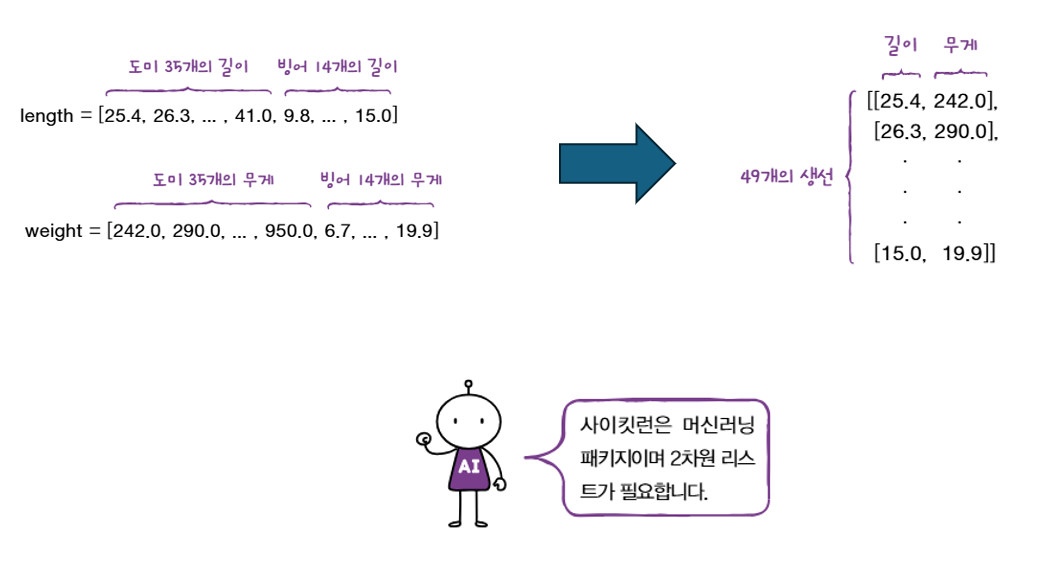 도미 35개의 길이 빙어 14개의 길이
length = [25.4, 26.3, ... , 41.0, 9.8, ... , 15.0]
도미 35개의 무게 빙어 14개의 무게
weight = [242.0, 290.0, ... , 950.0, 6.7, ... , 19.9]
길이 무게
[[25.4, 242.0],
[26.3, 290.0],
. .
. .
. .
[15.0, 19.9]]
49개의 생선
AI
사이킷런은 머신러닝
패키지이며 2차원 리스
트가 필요합니다.